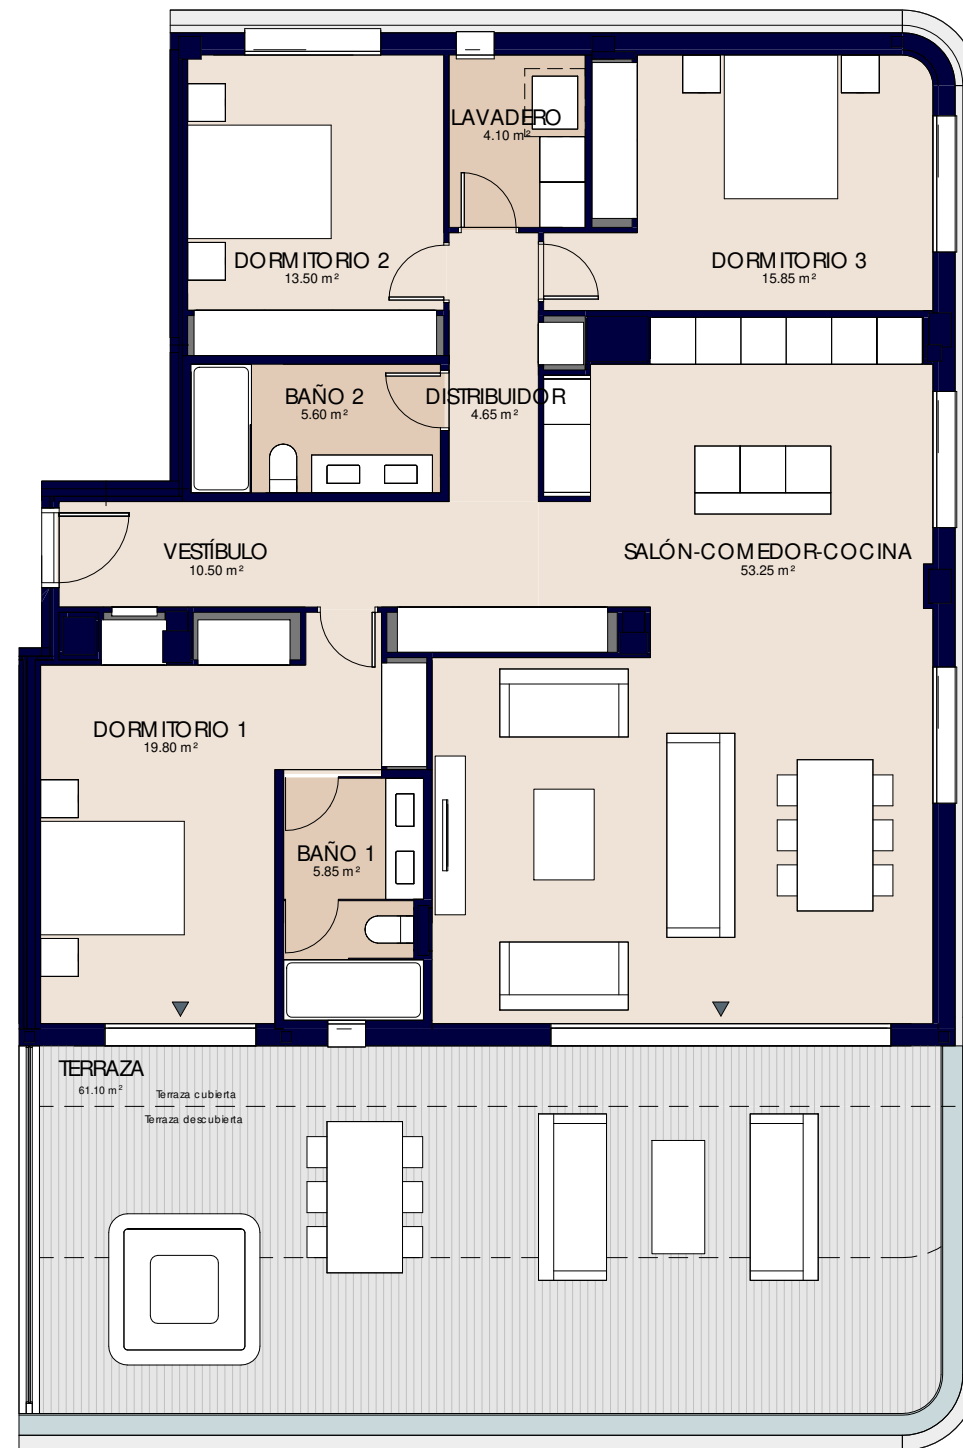 LAVADERO
4.10 m²
DORMITORIO 2
13.50 m²
DORMITORIO 3
15.85 m²
BAÑO 2
5.60 m²
DISTRIBUIDOR
4.65 m²
VESTÍBULO
10.50 m²
SALÓN-COMEDOR-COCINA
53.25 m²
DORMITORIO 1
19.80 m²
BAÑO 1
5.85 m²
TERRAZA
61.10 m²
Terraza cubierta
Terraza descubierta